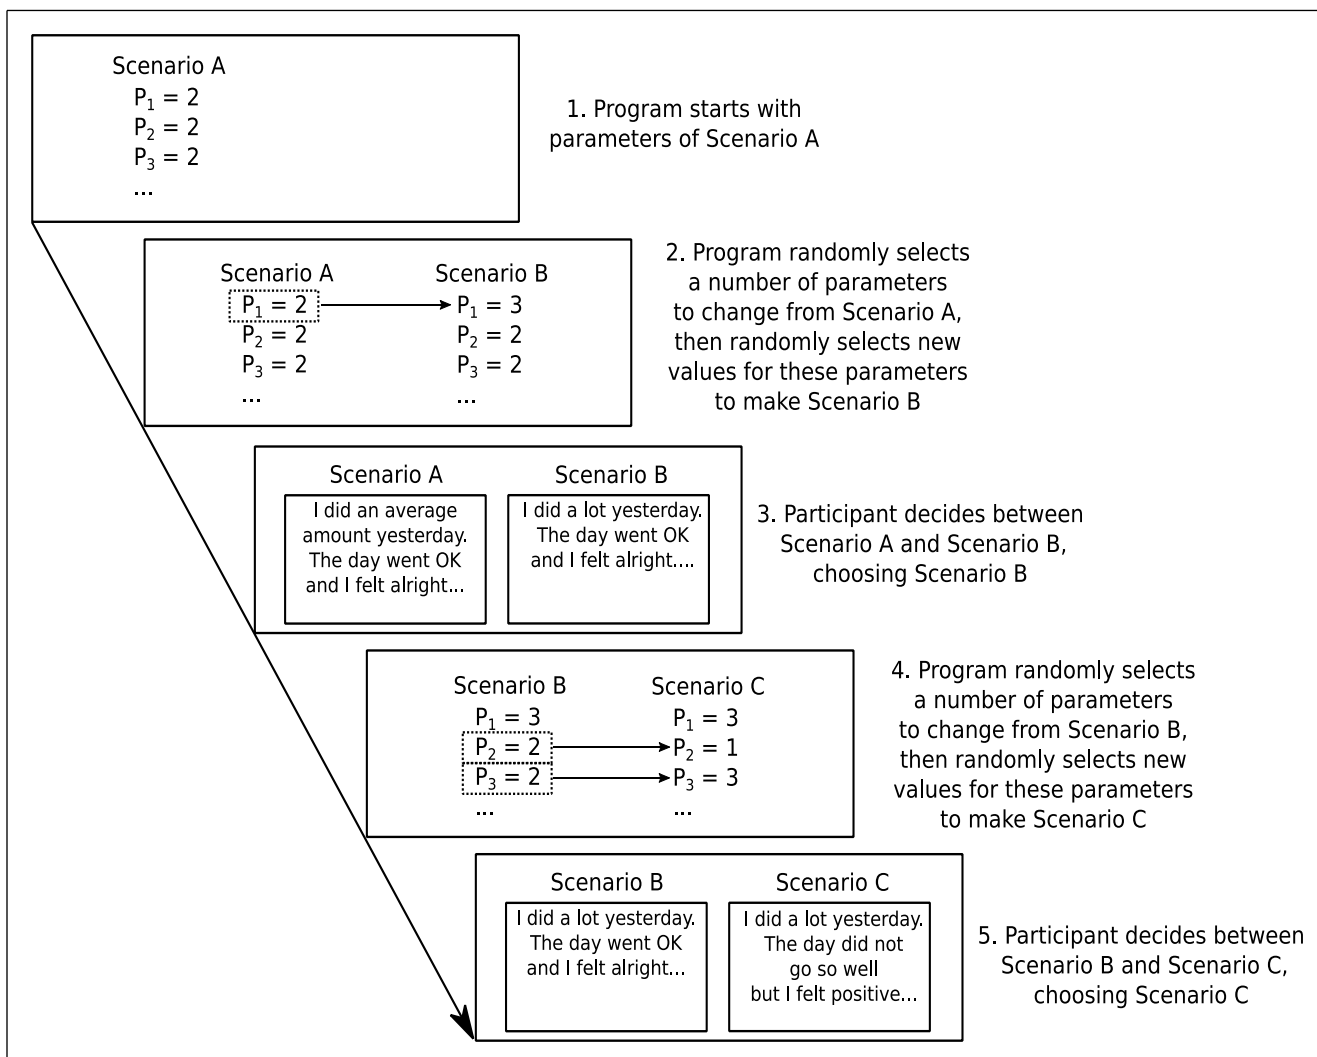 Scenario A
P₁ = 2
P₂ = 2
P₃ = 2
...
1. Program starts with
parameters of Scenario A
Scenario A
P₁ = 2
P₂ = 2
P₃ = 2
...
Scenario B
P₁ = 3
P₂ = 2
P₃ = 2
...
2. Program randomly selects
a number of parameters
to change from Scenario A,
then randomly selects new
values for these parameters
to make Scenario B
Scenario A
I did an average
amount yesterday.
The day went OK
and I felt alright...
Scenario B
I did a lot yesterday.
The day went OK
and I felt alright....
3. Participant decides between
Scenario A and Scenario B,
choosing Scenario B
Scenario B
P₁ = 3
P₂ = 2
P₃ = 2
...
Scenario C
P₁ = 3
P₂ = 1
P₃ = 3
...
4. Program randomly selects
a number of parameters
to change from Scenario B,
then randomly selects new
values for these parameters
to make Scenario C
Scenario B
I did a lot yesterday.
The day went OK
and I felt alright...
Scenario C
I did a lot yesterday.
The day did not
go so well
but I felt positive...
5. Participant decides between
Scenario B and Scenario C,
choosing Scenario C